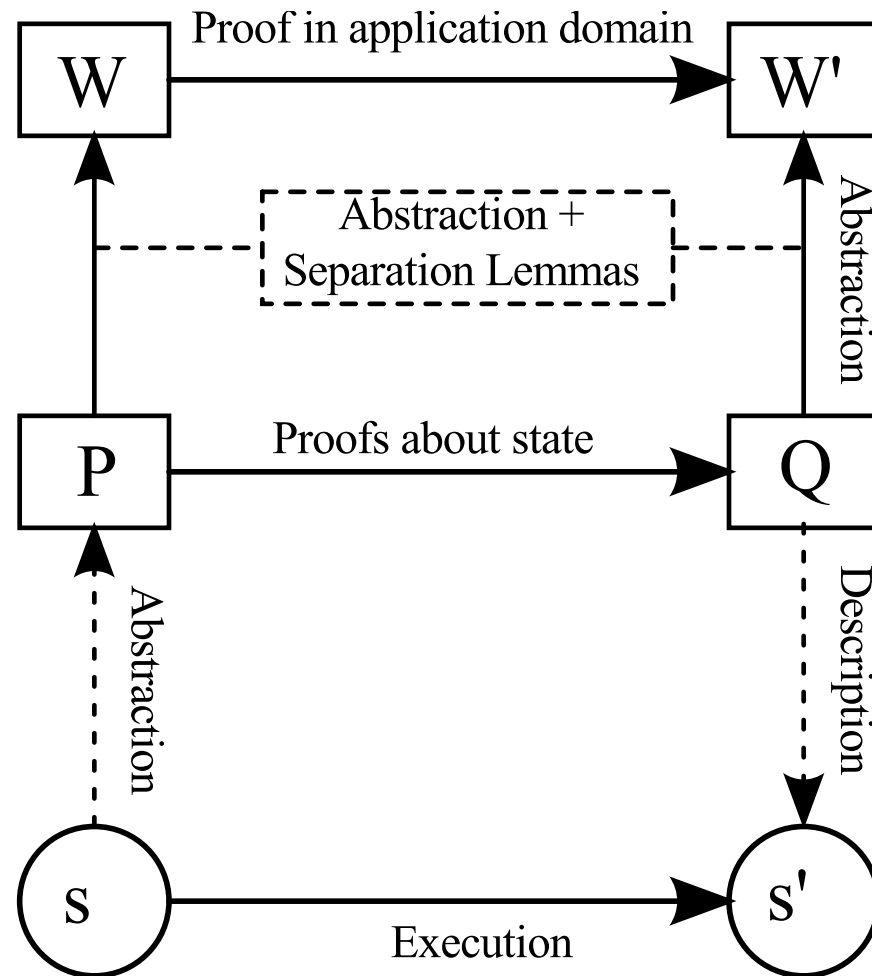 Proof in application domain
W
W'
Abstraction +
Separation Lemmas
Abstraction
Proofs about state
P
Q
Abstraction
Description
s
s'
Execution